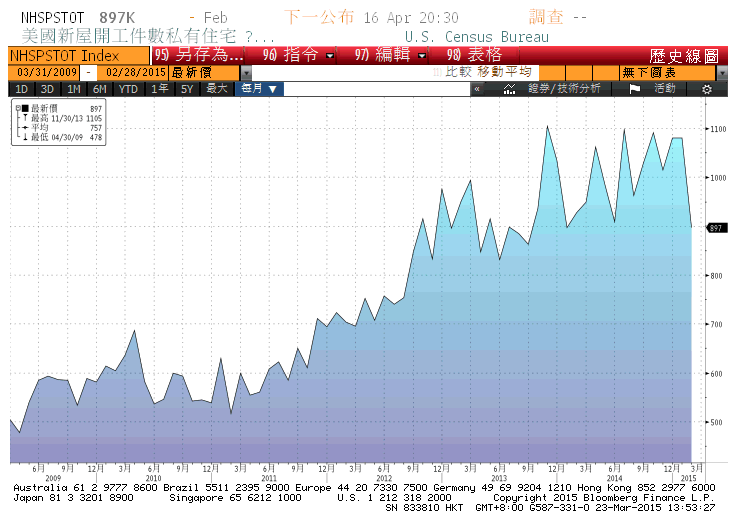 NHSPSTOT 897K - Feb 下一公布 16 Apr 20:30 調查 --
美國新屋開工件數私有住宅 ?... U.S. Census Bureau
NHSPSTOT Index 95) 另存為... 96) 指令 97) 編輯 98) 表格 歷史線圖
03/31/2009 - 02/28/2015 最新價 比較 移動平均 無下圖表
1D 3D 1M 6M YTD 1年 5Y 最大 每月 ▼ « 證券/技術分析 活動
最新價 897
最高 11/30/13 1105
平均 757
最低 04/30/09 478
1100
1000
897
800
700
600
500
6月 9月 12月 3月 6月 9月 12月 3月 6月 9月 12月 3月 6月 9月 12月 3月 6月 9月 12月 3月 6月 9月 12月 3月
2009 2010 2011 2012 2013 2014 2015
Australia 61 2 9777 8600 Brazil 5511 2395 9000 Europe 44 20 7330 7500 Germany 49 69 9204 1210 Hong Kong 852 2977 6000
Japan 81 3 3201 8900 Singapore 65 6212 1000 U.S. 1 212 318 2000 Copyright 2015 Bloomberg Finance L.P.
SN 833810 HKT GMT+8:00 G587-331-0 23-Mar-2015 13:53:27